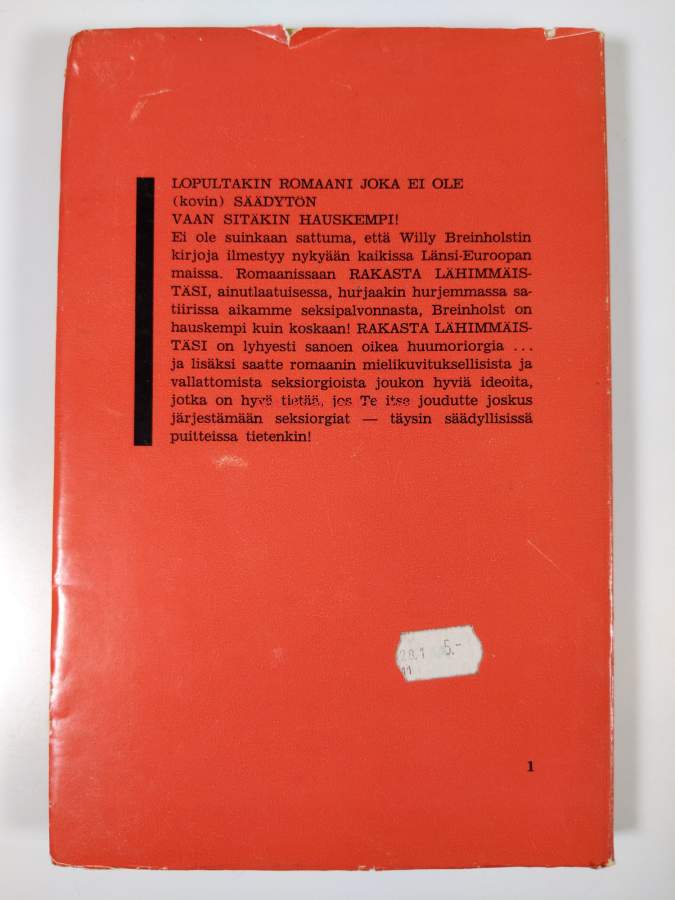 LOPULTAKIN ROMAANI JOKA EI OLE
(kovin) SÄÄDYTÖN
VAAN SITÄKIN HAUSKEMPI!
Ei ole suinkaan sattuma, että Willy Breinholstin
kirjoja ilmestyy nykyään kaikissa Länsi-Euroopan
maissa. Romaanissaan RAKASTA LÄHIMMÄIS-
TÄSI, ainutlaatuisessa, hurjaakin hurjemmassa sa-
tiirissa aikamme seksipalvonnasta, Breinholst on
hauskempi kuin koskaan! RAKASTA LÄHIMMÄIS-
TÄSI on lyhyesti sanoen oikea huumoriorgia ...
ja lisäksi saatte romaanin mielikuvituksellisista ja
vallattomista seksiorgioista joukon hyviä ideoita,
jotka on hyvä tietää, jos Te itse joudutte joskus
järjestämään seksiorgiat — täysin säädyllisissä
puitteissa tietenkin!
5.-
11
1